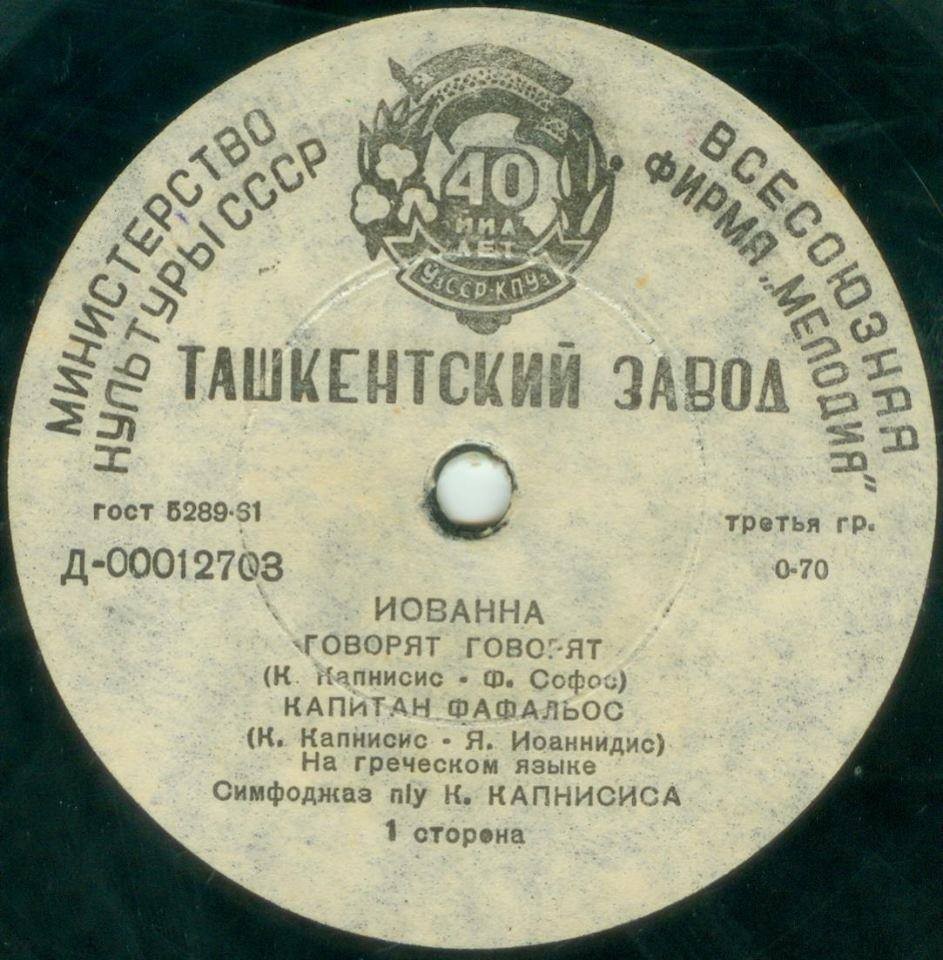 МИНИСТЕРСТВО
КУЛЬТУРЫ СССР
ВСЕСОЮЗНАЯ
ФИРМА „МЕЛОДИЯ"
40
ЙИЛ
ЛЕТ
УзССР-КПУз
ТАШКЕНТСКИЙ ЗАВОД
гост 5289-61
третья гр.
Д-00012703
0-70
ИОВАННА
ГОВОРЯТ ГОВОРЯТ
(К. Капнисис - Ф. Софос)
КАПИТАН ФАФАЛЬОС
(К. Капнисис - Я. Иоаннидис)
На греческом языке
Симфоджаз п/у К. КАПНИСИСА
1 сторона